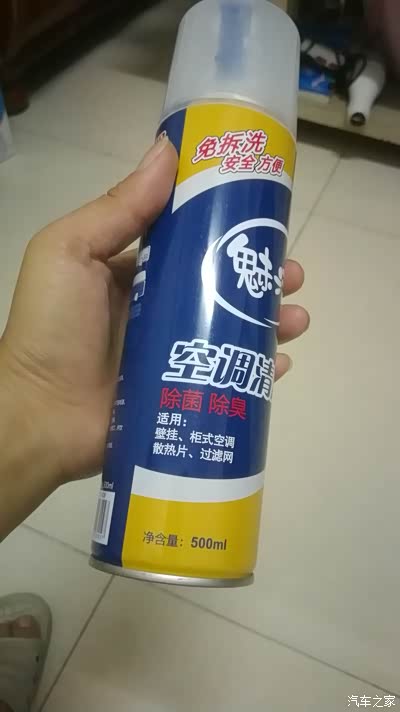 免拆洗
安全 方便
魅
空调清
除菌 除臭
适用：
壁挂、柜式空调
散热片、过滤网
净含量：500ml
汽车之家